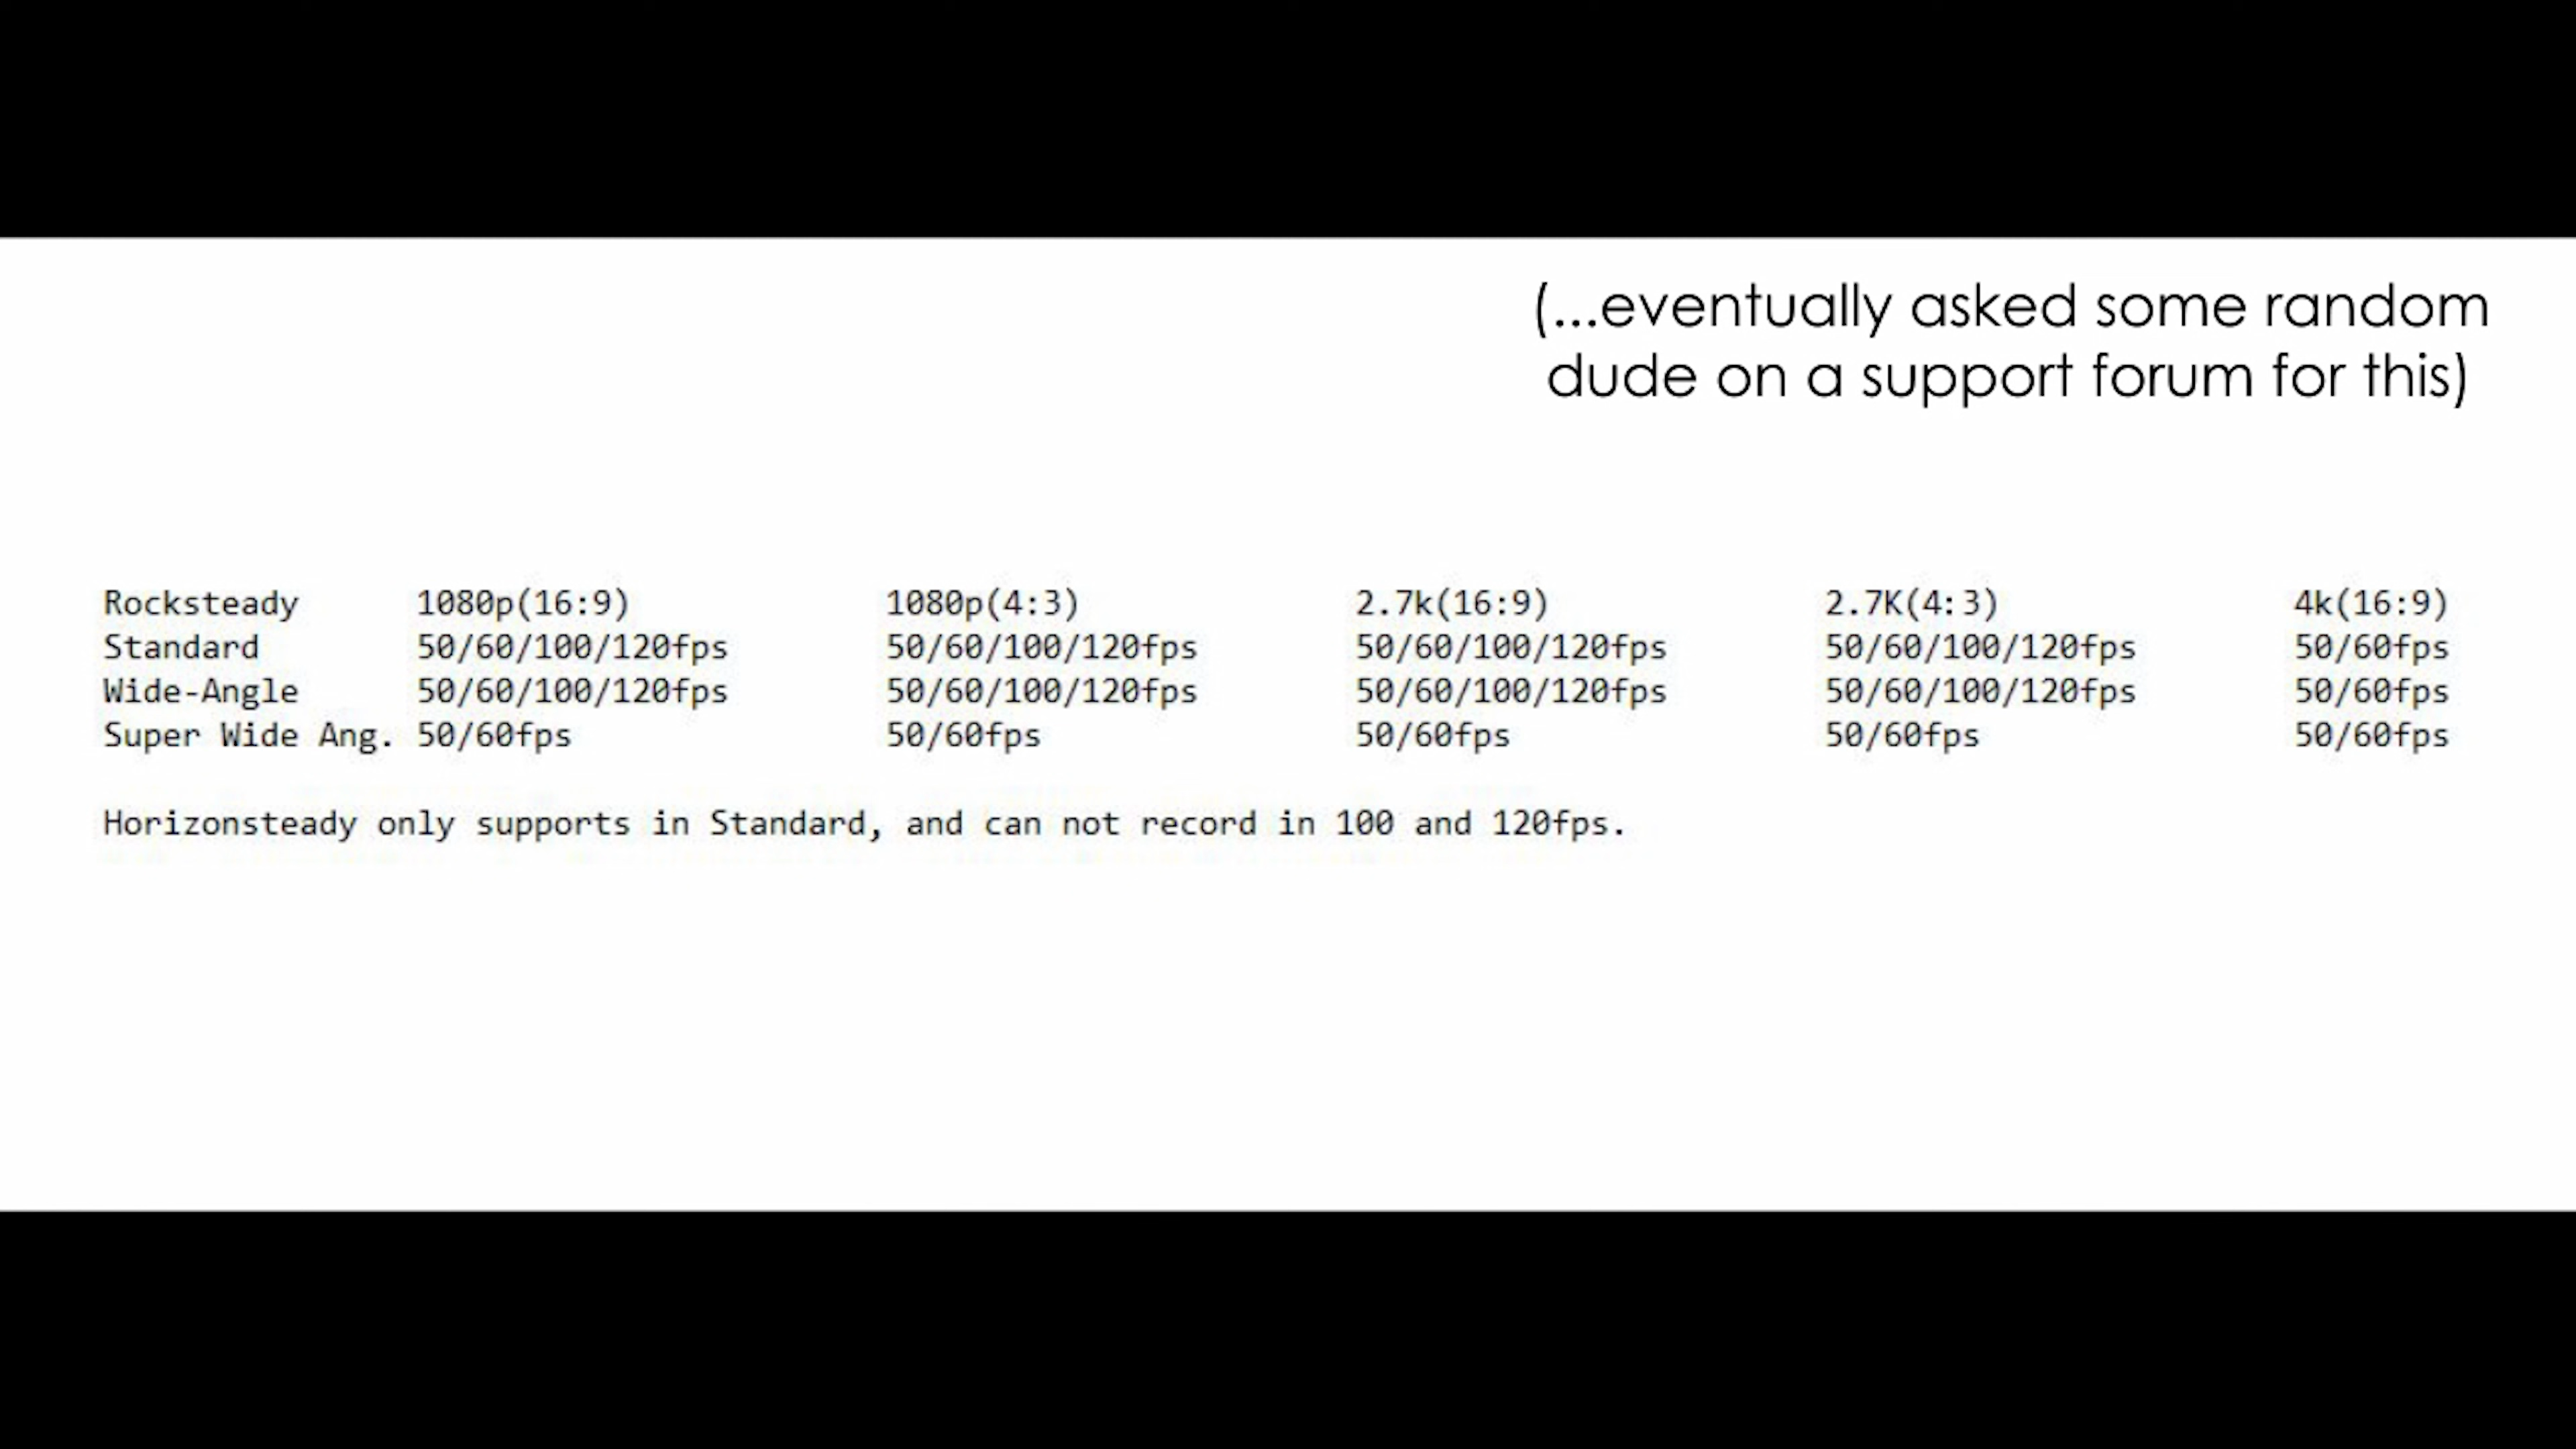 (...eventually asked some random
dude on a support forum for this)
Rocksteady 1080p(16:9) 1080p(4:3) 2.7k(16:9) 2.7K(4:3) 4k(16:9)
Standard 50/60/100/120fps 50/60/100/120fps 50/60/100/120fps 50/60/100/120fps 50/60fps
Wide-Angle 50/60/100/120fps 50/60/100/120fps 50/60/100/120fps 50/60/100/120fps 50/60fps
Super Wide Ang. 50/60fps 50/60fps 50/60fps 50/60fps 50/60fps
Horizonsteady only supports in Standard, and can not record in 100 and 120fps.